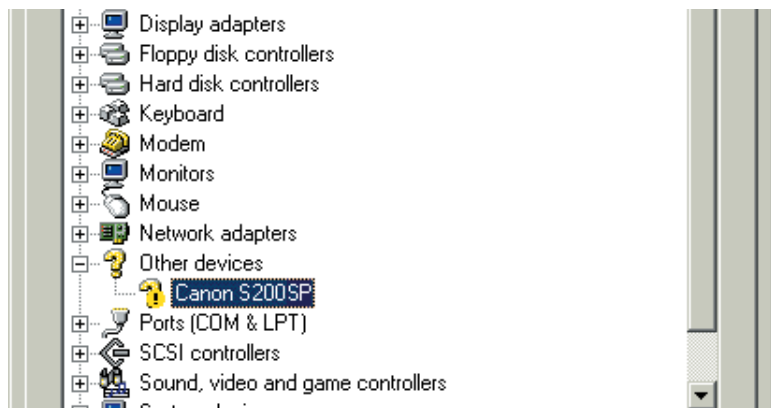 Display adapters
Floppy disk controllers
Hard disk controllers
Keyboard
Modem
Monitors
Mouse
Network adapters
Other devices
Canon S200SP
Ports (COM & LPT)
SCSI controllers
Sound, video and game controllers